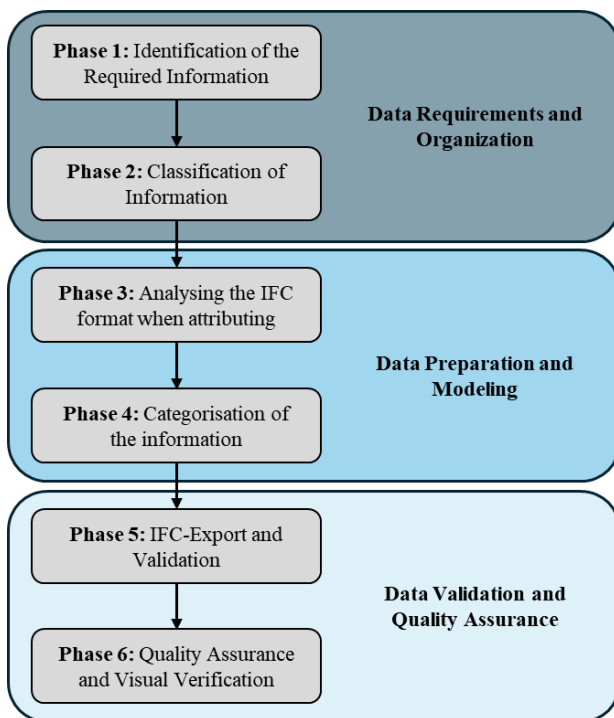 Phase 1: Identification of the
Required Information
Data Requirements and
Organization
Phase 2: Classification of
Information
Phase 3: Analysing the IFC
format when attributing
Data Preparation and
Modeling
Phase 4: Categorisation of
the information
Phase 5: IFC-Export and
Validation
Data Validation and
Quality Assurance
Phase 6: Quality Assurance
and Visual Verification